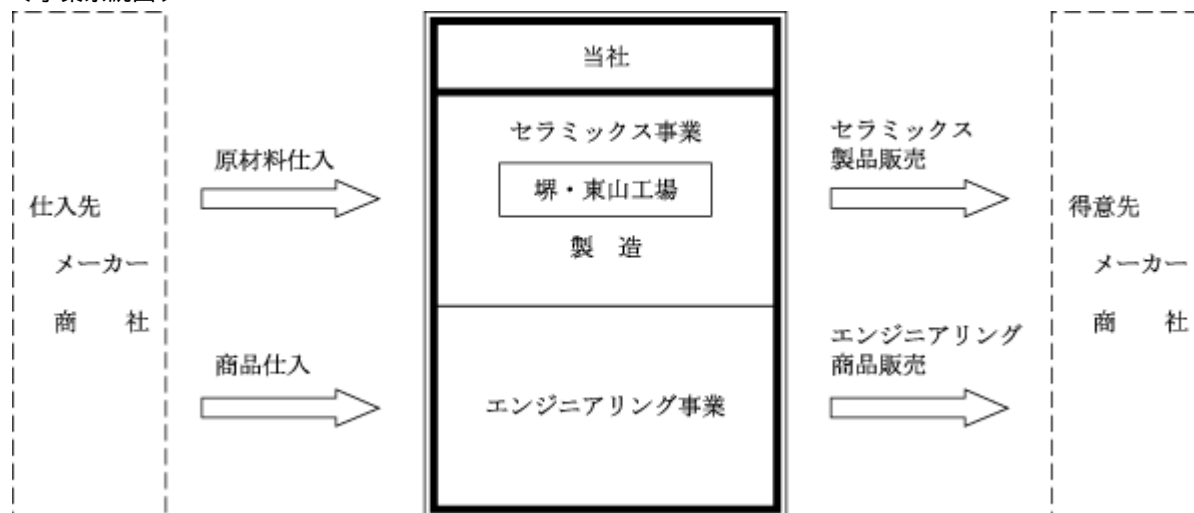 当社
セラミックス事業
堺・東山工場
製 造
エンジニアリング事業
仕入先
メーカー
商 社
原材料仕入
商品仕入
セラミックス
製品販売
エンジニアリング
商品販売
得意先
メーカー
商 社